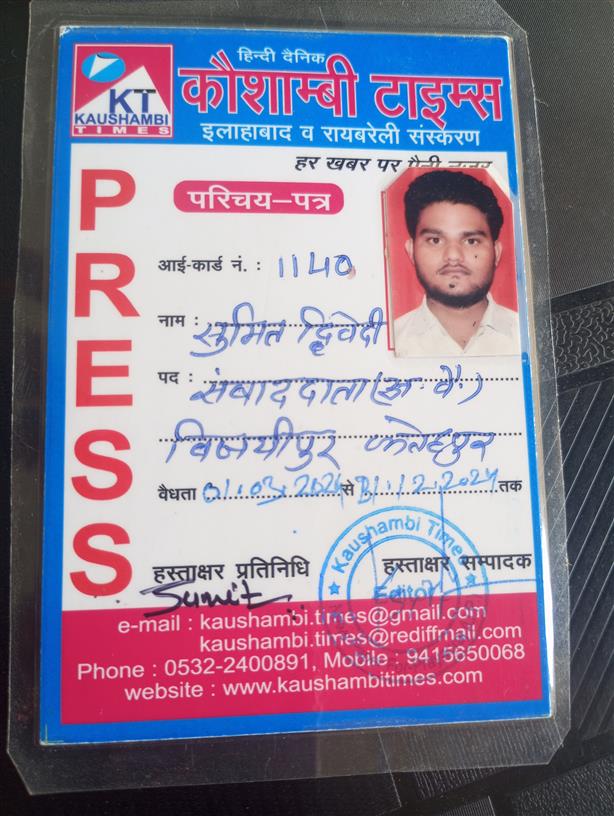 हिन्दी दैनिक
कौशाम्बी टाइम्स
KT
KAUSHAMBI
TIMES
इलाहाबाद व रायबरेली संस्करण
हर खबर पर पैनी नजर
PRESS
परिचय-पत्र
आई-कार्ड नं. : 1140
नाम : सुमित द्विवेदी
पद : संवाददाता (अ. वै.)
विजयीपुर फतेहपुर
वैधता 01.03.2024 से 31.12.2024 तक
हस्ताक्षर प्रतिनिधि हस्ताक्षर सम्पादक
Sumit
Kaushambi Times
Editor
e-mail : kaushambi.times@gmail.com
kaushambi.times@rediffmail.com
Phone : 0532-2400891, Mobile : 9415650068
website : www.kaushambitimes.com